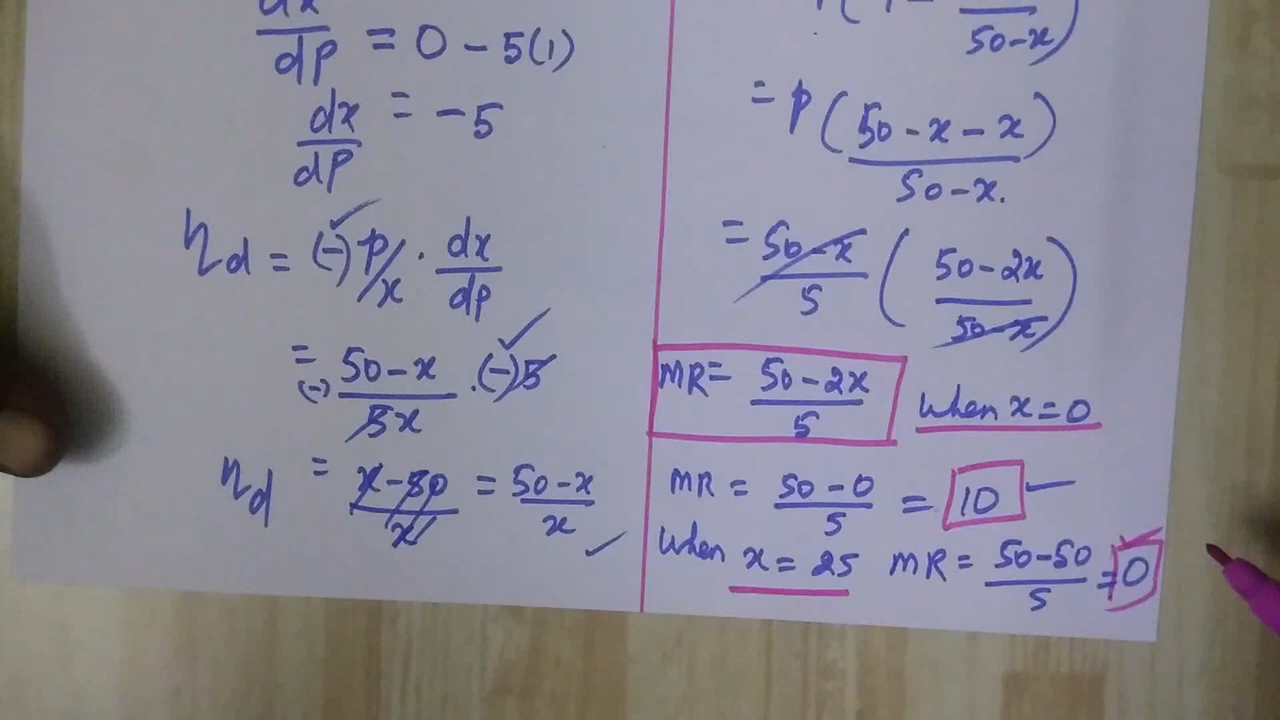 dx/dp = 0 - 5(1)
dx/dp = -5
ηd = (-) p/x . dx/dp
= (-) 50-x/5x . (-)5
ηd = x-50/x = 50-x/x
50-x)
= p(50-x-x/50-x.)
= 50-x/5 (50-2x/50-x)
MR = 50-2x/5 when x=0
MR = 50-0/5 = 10
when x = 25 MR = 50-50/5 = 0